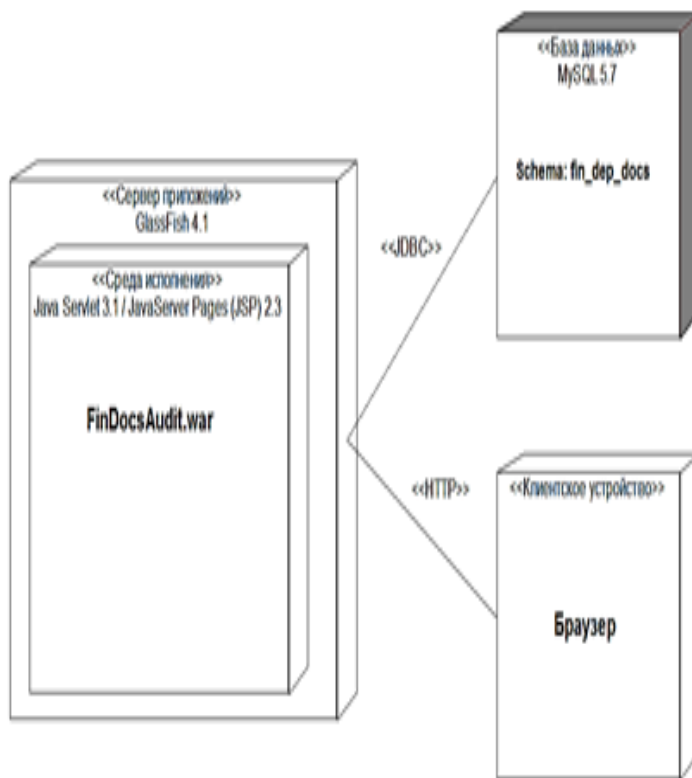 <<Сервер приложений>>
GlassFish 4.1
<<Среда исполнения>>
Java Servlet 3.1 / JavaServer Pages (JSP) 2.3
FinDocsAudit.war
<<JDBC>>
<<HTTP>>
<<База данных>>
MySQL 5.7
Schema: fin_dep_docs
<<Клиентское устройство>>
Браузер